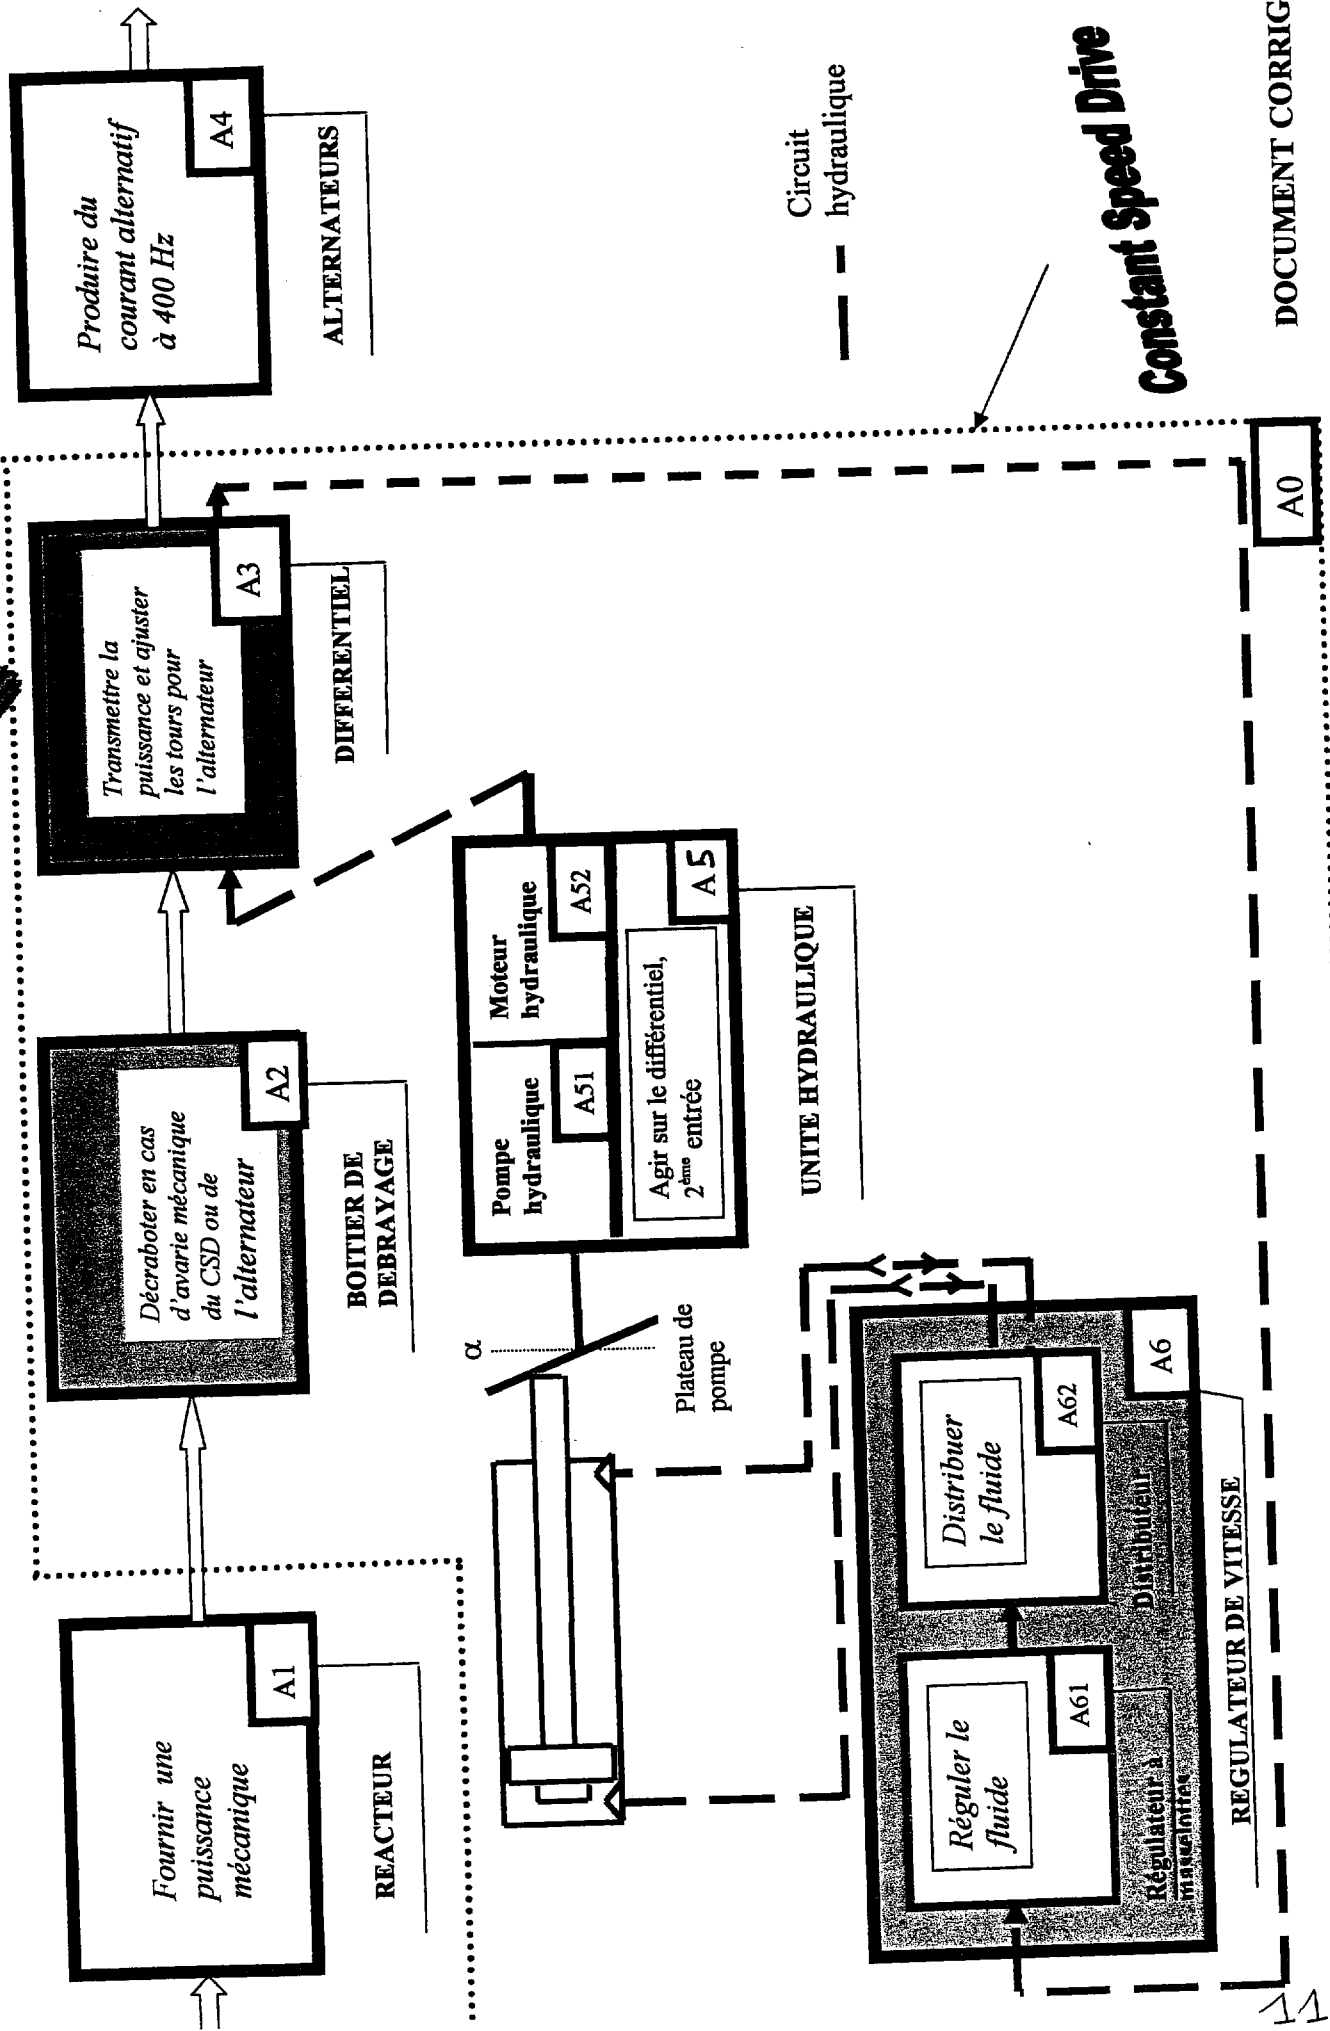 Fournir une
puissance
mécanique
A1
REACTEUR
Décraboter en cas
d'avarie mécanique
du CSD ou de
l'alternateur
A2
BOITIER DE
DEBRAYAGE
Transmettre la
puissance et ajuster
les tours pour
l'alternateur
A3
DIFFERENTIEL
Produire du
courant alternatif
à 400 Hz
A4
ALTERNATEURS
α
Plateau de
pompe
Pompe
hydraulique
A51
Moteur
hydraulique
A52
Agir sur le différentiel,
2ème entrée
A5
UNITE HYDRAULIQUE
Circuit
hydraulique
Réguler le
fluide
A61
Régulateur à
masselottes
Distribuer
le fluide
A62
Distributeur
A6
REGULATEUR DE VITESSE
A0
Constant Speed Drive
DOCUMENT CORRIG
11